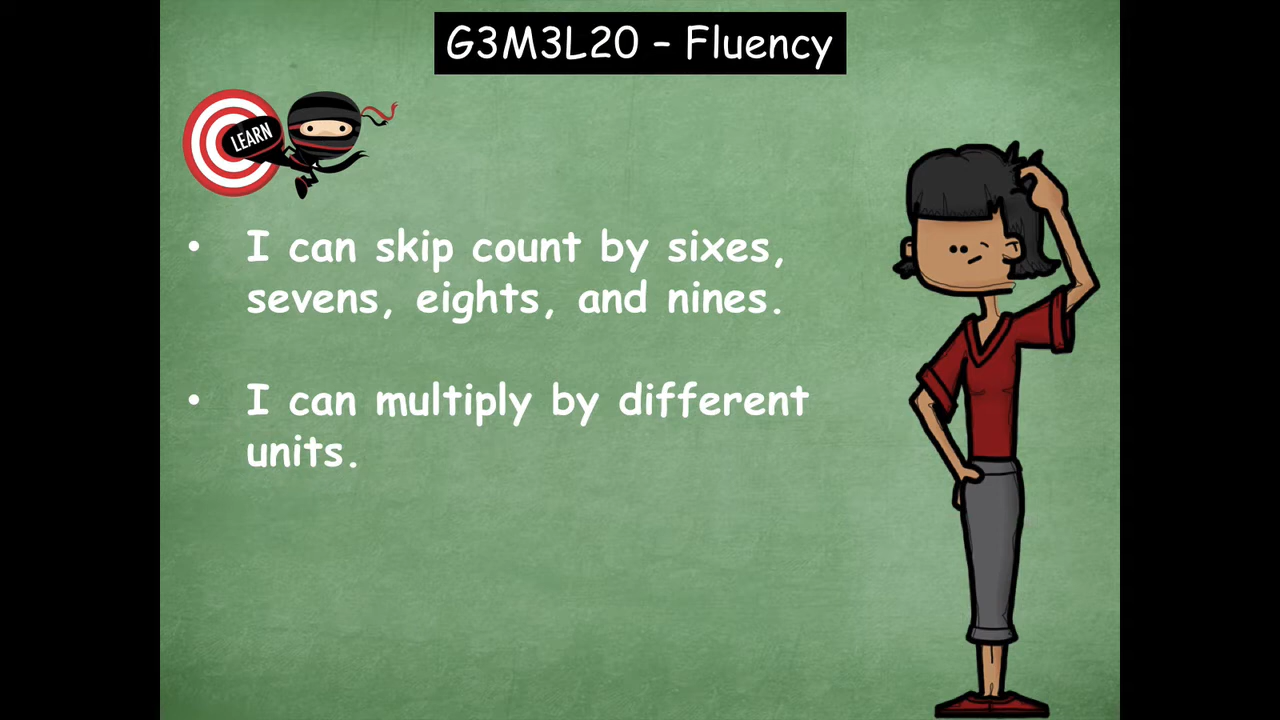 G3M3L20 – Fluency
LEARN
• I can skip count by sixes,
sevens, eights, and nines.
• I can multiply by different
units.